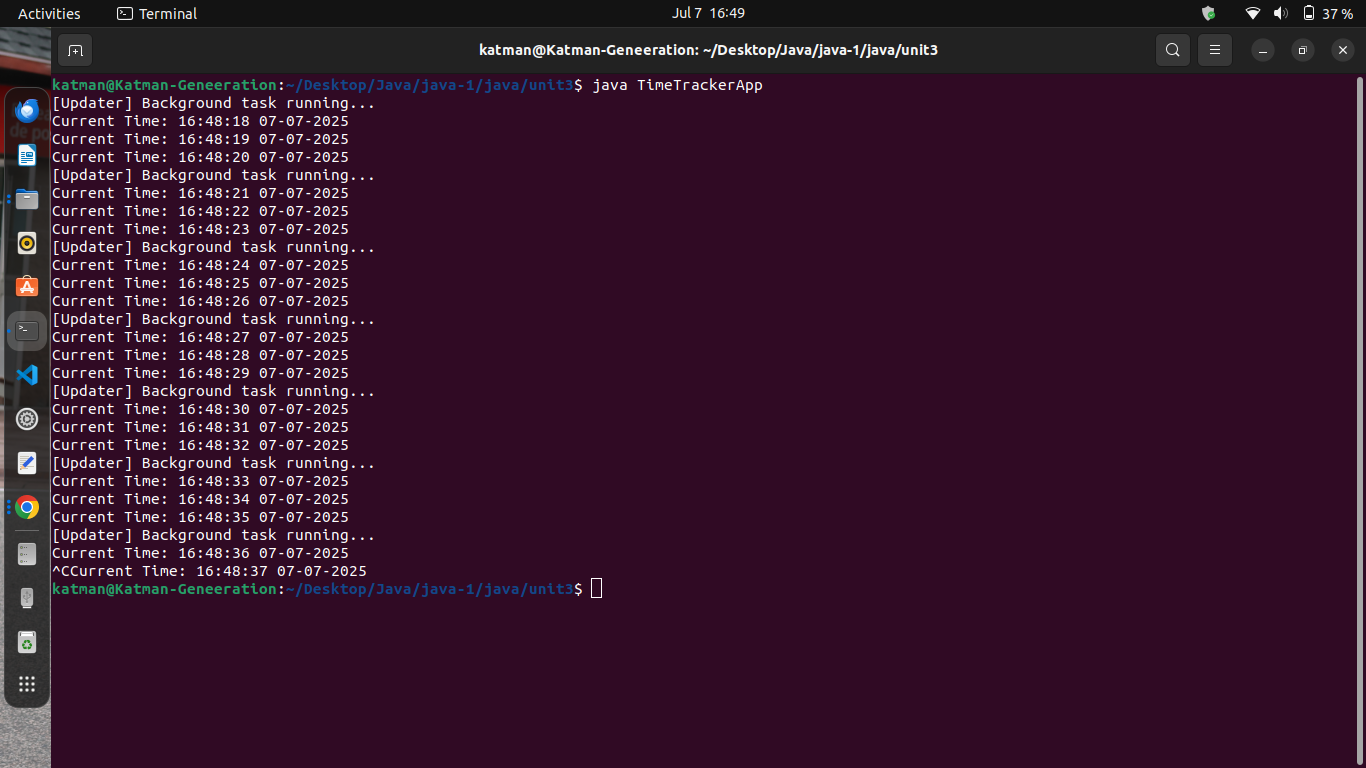 Activities
Terminal
Jul 7 16:49
37 %
katman@Katman-Geneeration: ~/Desktop/Java/java-1/java/unit3
katman@Katman-Geneeration:~/Desktop/Java/java-1/java/unit3$ java TimeTrackerApp
[Updater] Background task running...
Current Time: 16:48:18 07-07-2025
Current Time: 16:48:19 07-07-2025
Current Time: 16:48:20 07-07-2025
[Updater] Background task running...
Current Time: 16:48:21 07-07-2025
Current Time: 16:48:22 07-07-2025
Current Time: 16:48:23 07-07-2025
[Updater] Background task running...
Current Time: 16:48:24 07-07-2025
Current Time: 16:48:25 07-07-2025
Current Time: 16:48:26 07-07-2025
[Updater] Background task running...
Current Time: 16:48:27 07-07-2025
Current Time: 16:48:28 07-07-2025
Current Time: 16:48:29 07-07-2025
[Updater] Background task running...
Current Time: 16:48:30 07-07-2025
Current Time: 16:48:31 07-07-2025
Current Time: 16:48:32 07-07-2025
[Updater] Background task running...
Current Time: 16:48:33 07-07-2025
Current Time: 16:48:34 07-07-2025
Current Time: 16:48:35 07-07-2025
[Updater] Background task running...
Current Time: 16:48:36 07-07-2025
^CCurrent Time: 16:48:37 07-07-2025
katman@Katman-Geneeration:~/Desktop/Java/java-1/java/unit3$